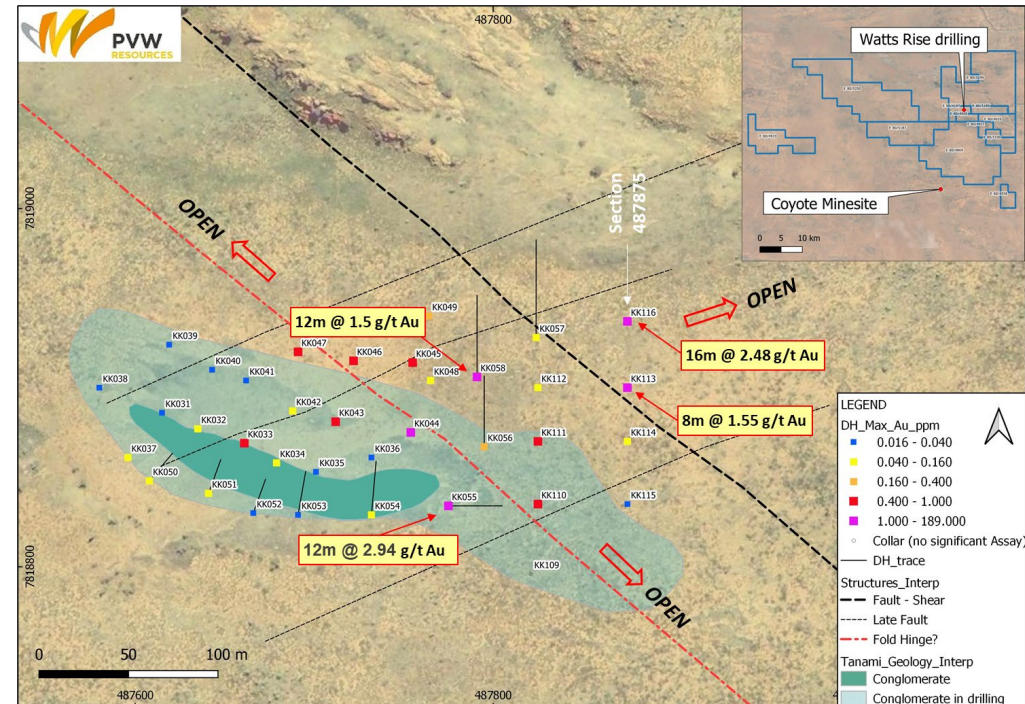 PVW
RESOURCES
487800
Watts Rise drilling
Coyote Minesite
0 5 10 km
7819000
OPEN
Section
487875
OPEN
KK049
KK116
12m @ 1.5 g/t Au
KK057
KK039
KK047
KK046
KK045
16m @ 2.48 g/t Au
KK040
KK041
KK048
KK058
KK112
KK113
KK038
KK031
KK042
KK043
8m @ 1.55 g/t Au
KK032
KK033
KK044
KK111
KK114
KK056
KK037
KK034
KK036
KK050
KK035
KK051
KK055
KK110
KK115
KK052
KK053
KK054
12m @ 2.94 g/t Au
KK109
7818800
OPEN
0 50 100 m
487600
487800
LEGEND
DH_Max_Au_ppm
0.016 - 0.040
0.040 - 0.160
0.160 - 0.400
0.400 - 1.000
1.000 - 189.000
Collar (no significant Assay)
DH_trace
Structures_Interp
Fault - Shear
Late Fault
Fold Hinge?
Tanami_Geology_Interp
Conglomerate
Conglomerate in drilling